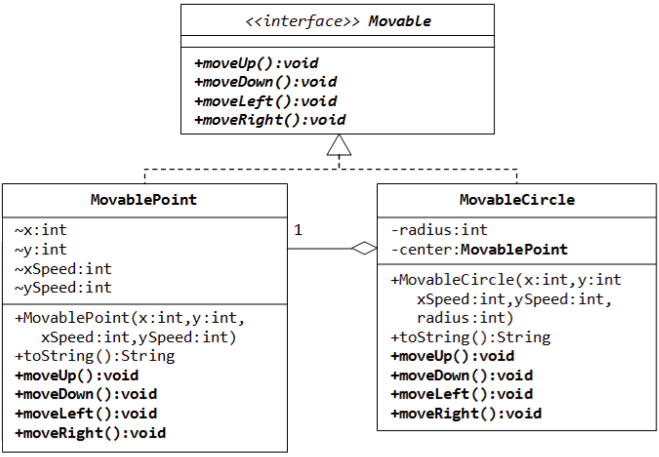 <<interface>> Movable
+moveUp():void
+moveDown():void
+moveLeft():void
+moveRight():void
MovablePoint
~x:int
~y:int
~xSpeed:int
~ySpeed:int
+MovablePoint(x:int,y:int,
xSpeed:int,ySpeed:int)
+toString():String
+moveUp():void
+moveDown():void
+moveLeft():void
+moveRight():void
1
MovableCircle
-radius:int
-center:MovablePoint
+MovableCircle(x:int,y:int
xSpeed:int,ySpeed:int,
radius:int)
+toString():String
+moveUp():void
+moveDown():void
+moveLeft():void
+moveRight():void